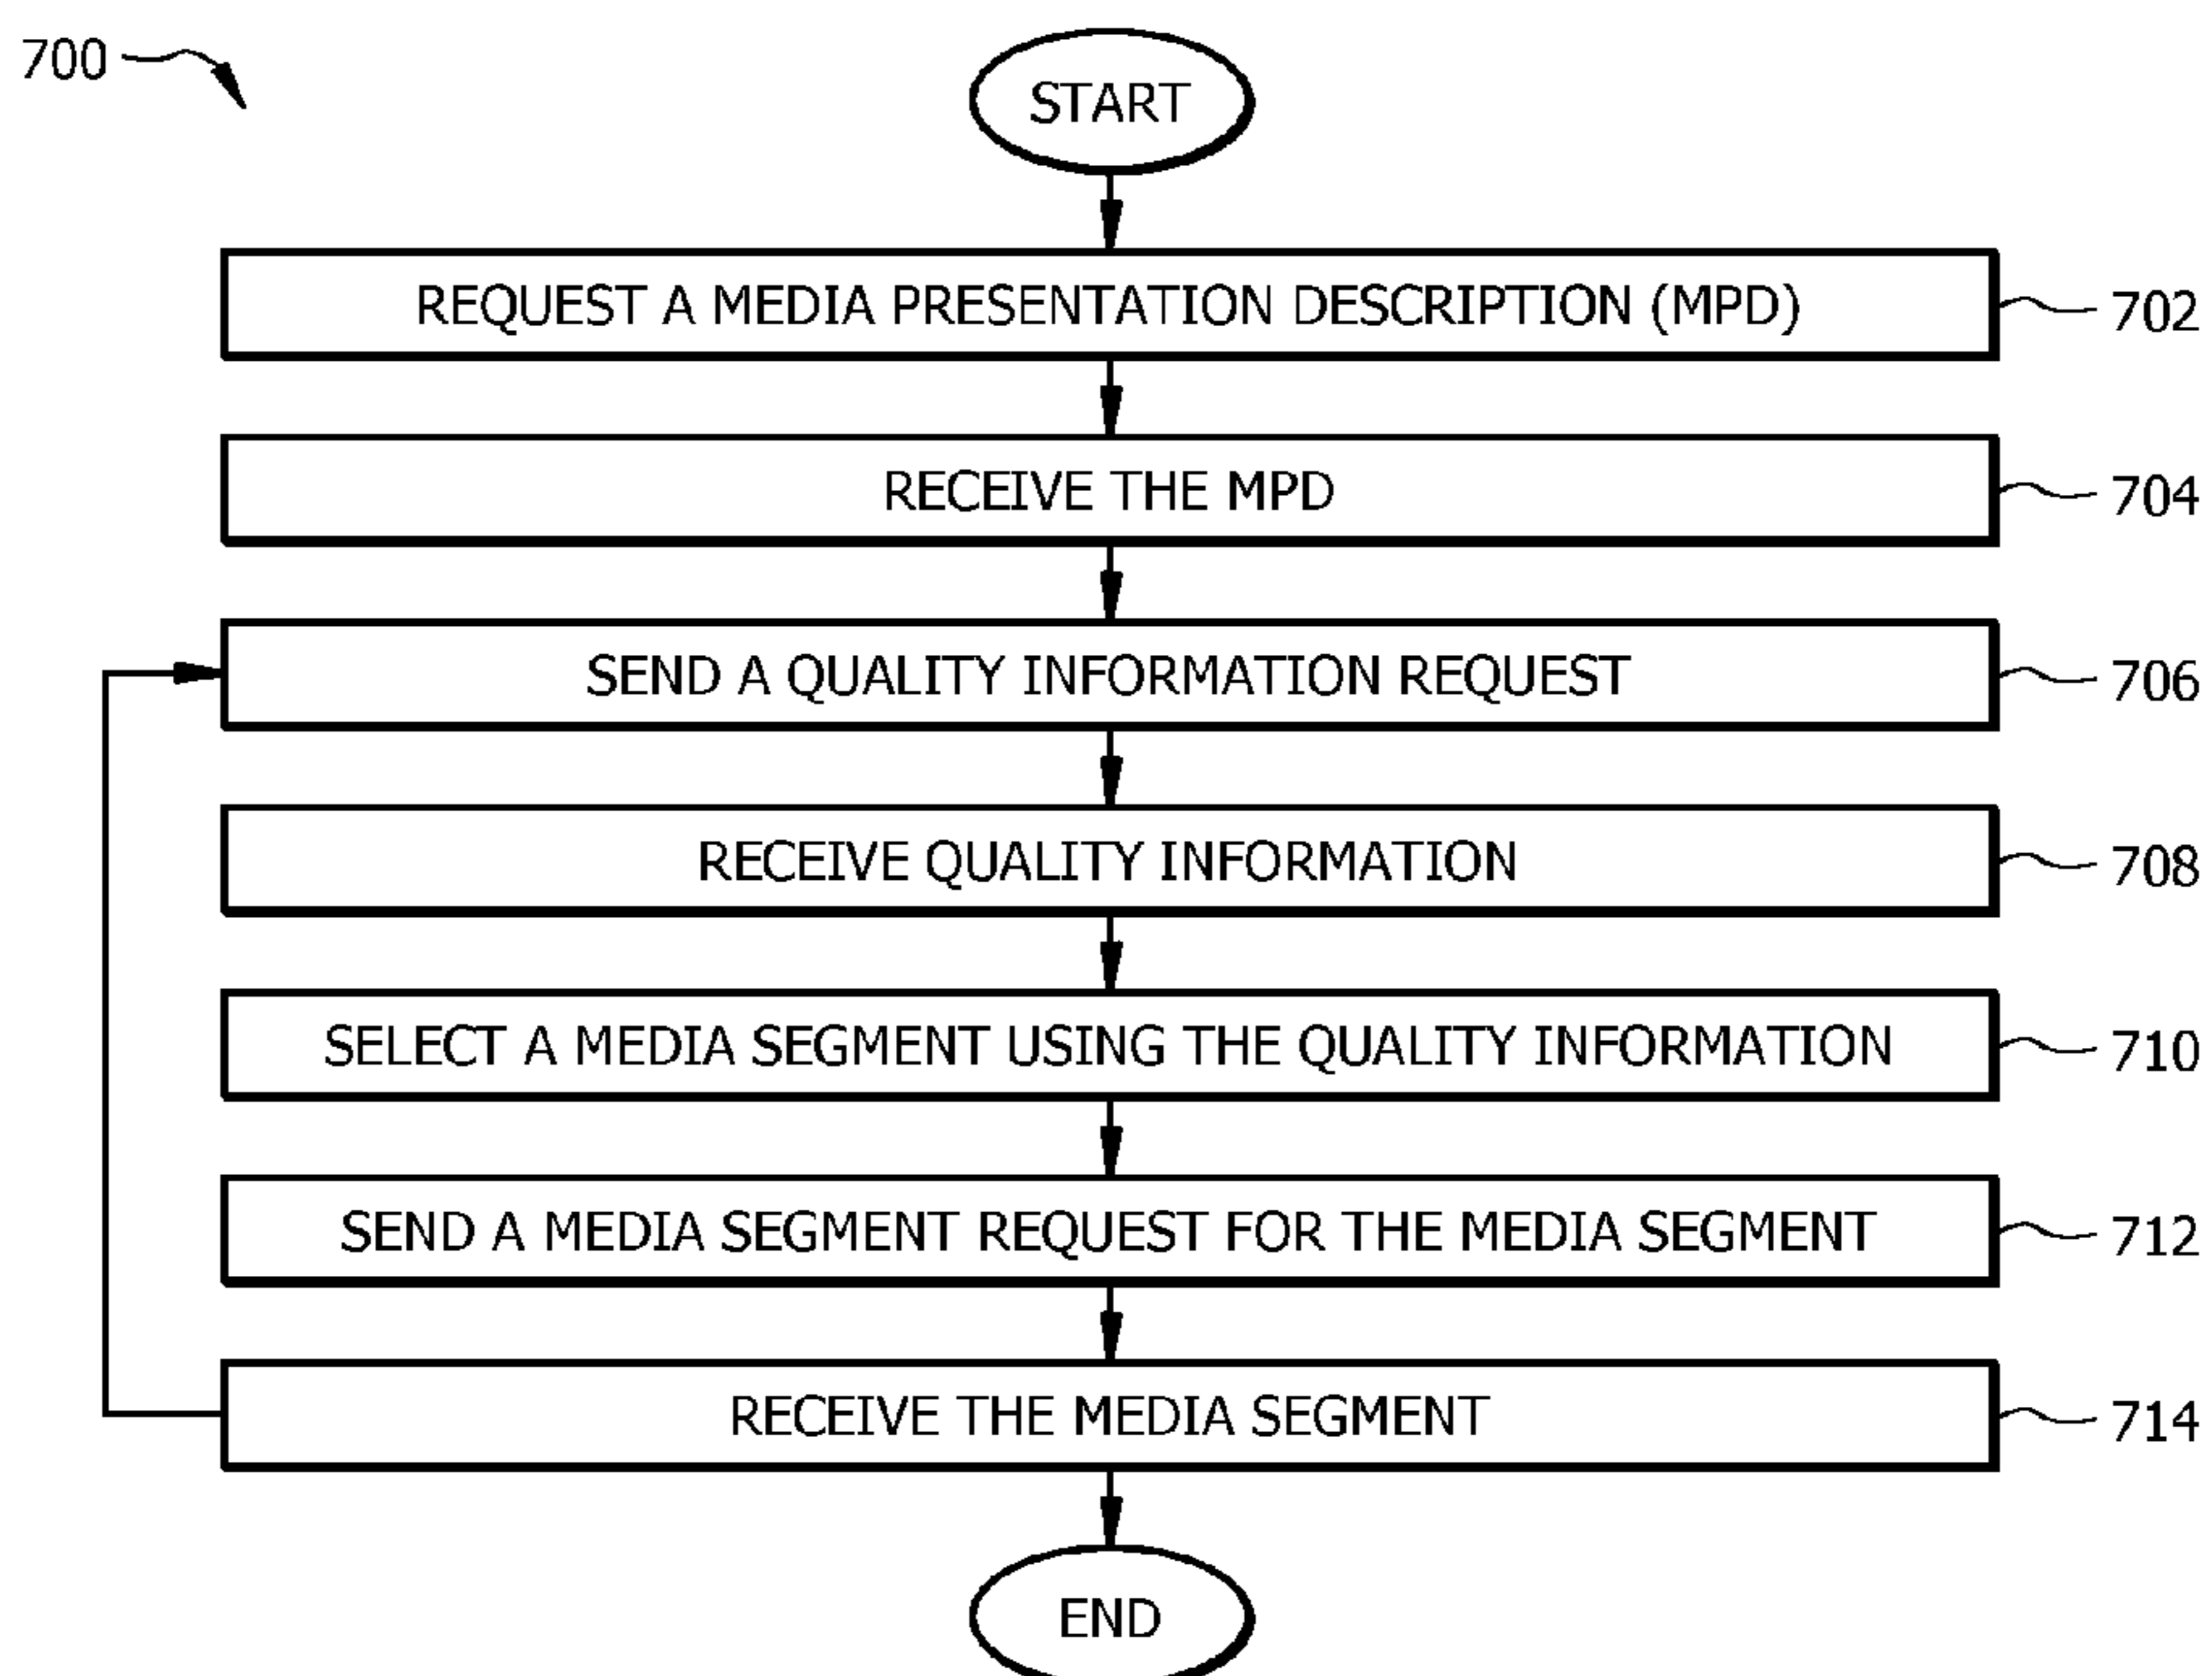 700
START
REQUEST A MEDIA PRESENTATION DESCRIPTION (MPD)
702
RECEIVE THE MPD
704
SEND A QUALITY INFORMATION REQUEST
706
RECEIVE QUALITY INFORMATION
708
SELECT A MEDIA SEGMENT USING THE QUALITY INFORMATION
710
SEND A MEDIA SEGMENT REQUEST FOR THE MEDIA SEGMENT
712
RECEIVE THE MEDIA SEGMENT
714
END